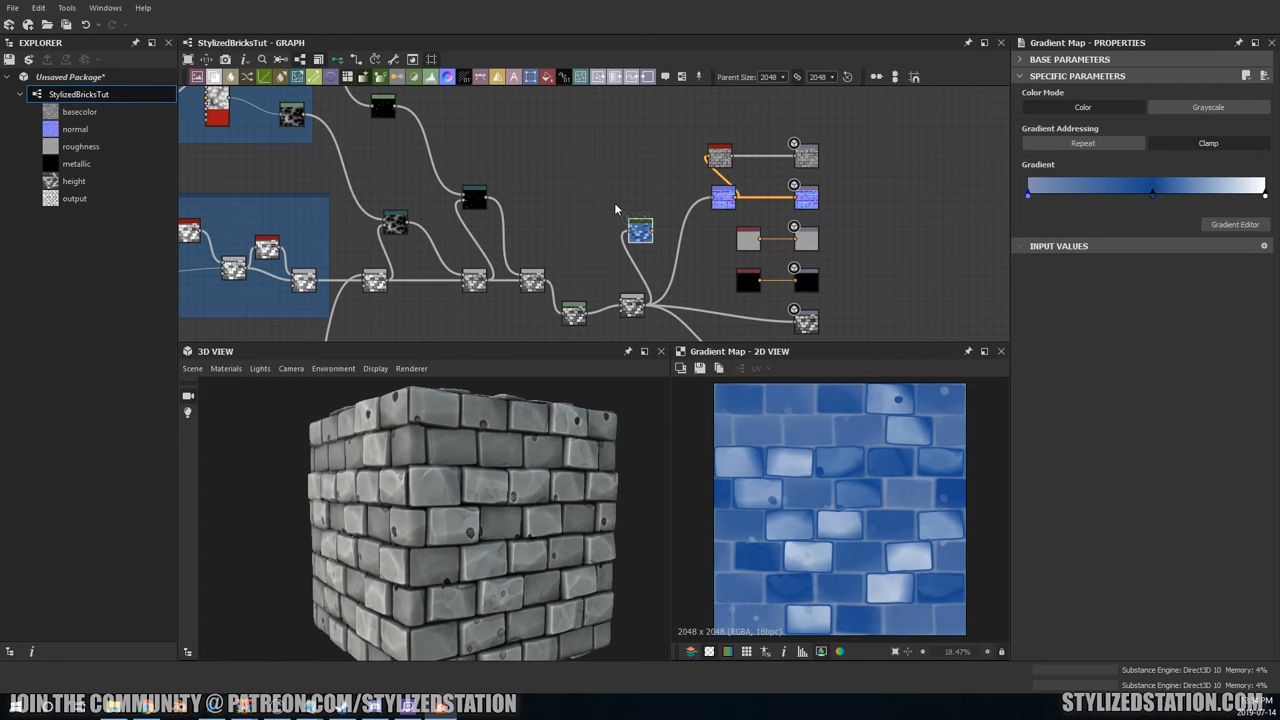 File Edit Tools Windows Help
EXPLORER
Unsaved Package*
StylizedBricksTut
basecolor
normal
roughness
metallic
height
output
StylizedBricksTut - GRAPH
Parent Size: 2048 2048
3D VIEW
Scene Materials Lights Camera Environment Display Renderer
Gradient Map - 2D VIEW
UV
2048 x 2048 (RGBA, 16bpc)
18.47%
Gradient Map - PROPERTIES
BASE PARAMETERS
SPECIFIC PARAMETERS
Color Mode
Color Grayscale
Gradient Addressing
Repeat Clamp
Gradient
Gradient Editor
INPUT VALUES
Substance Engine: Direct3D 10 Memory: 4%
Substance Engine: Direct3D 10 Memory: 4%
JOIN THE COMMUNITY @ PATREON.COM/STYLIZEDSTATION
STYLIZEDSTATION.COM
2019-07-14